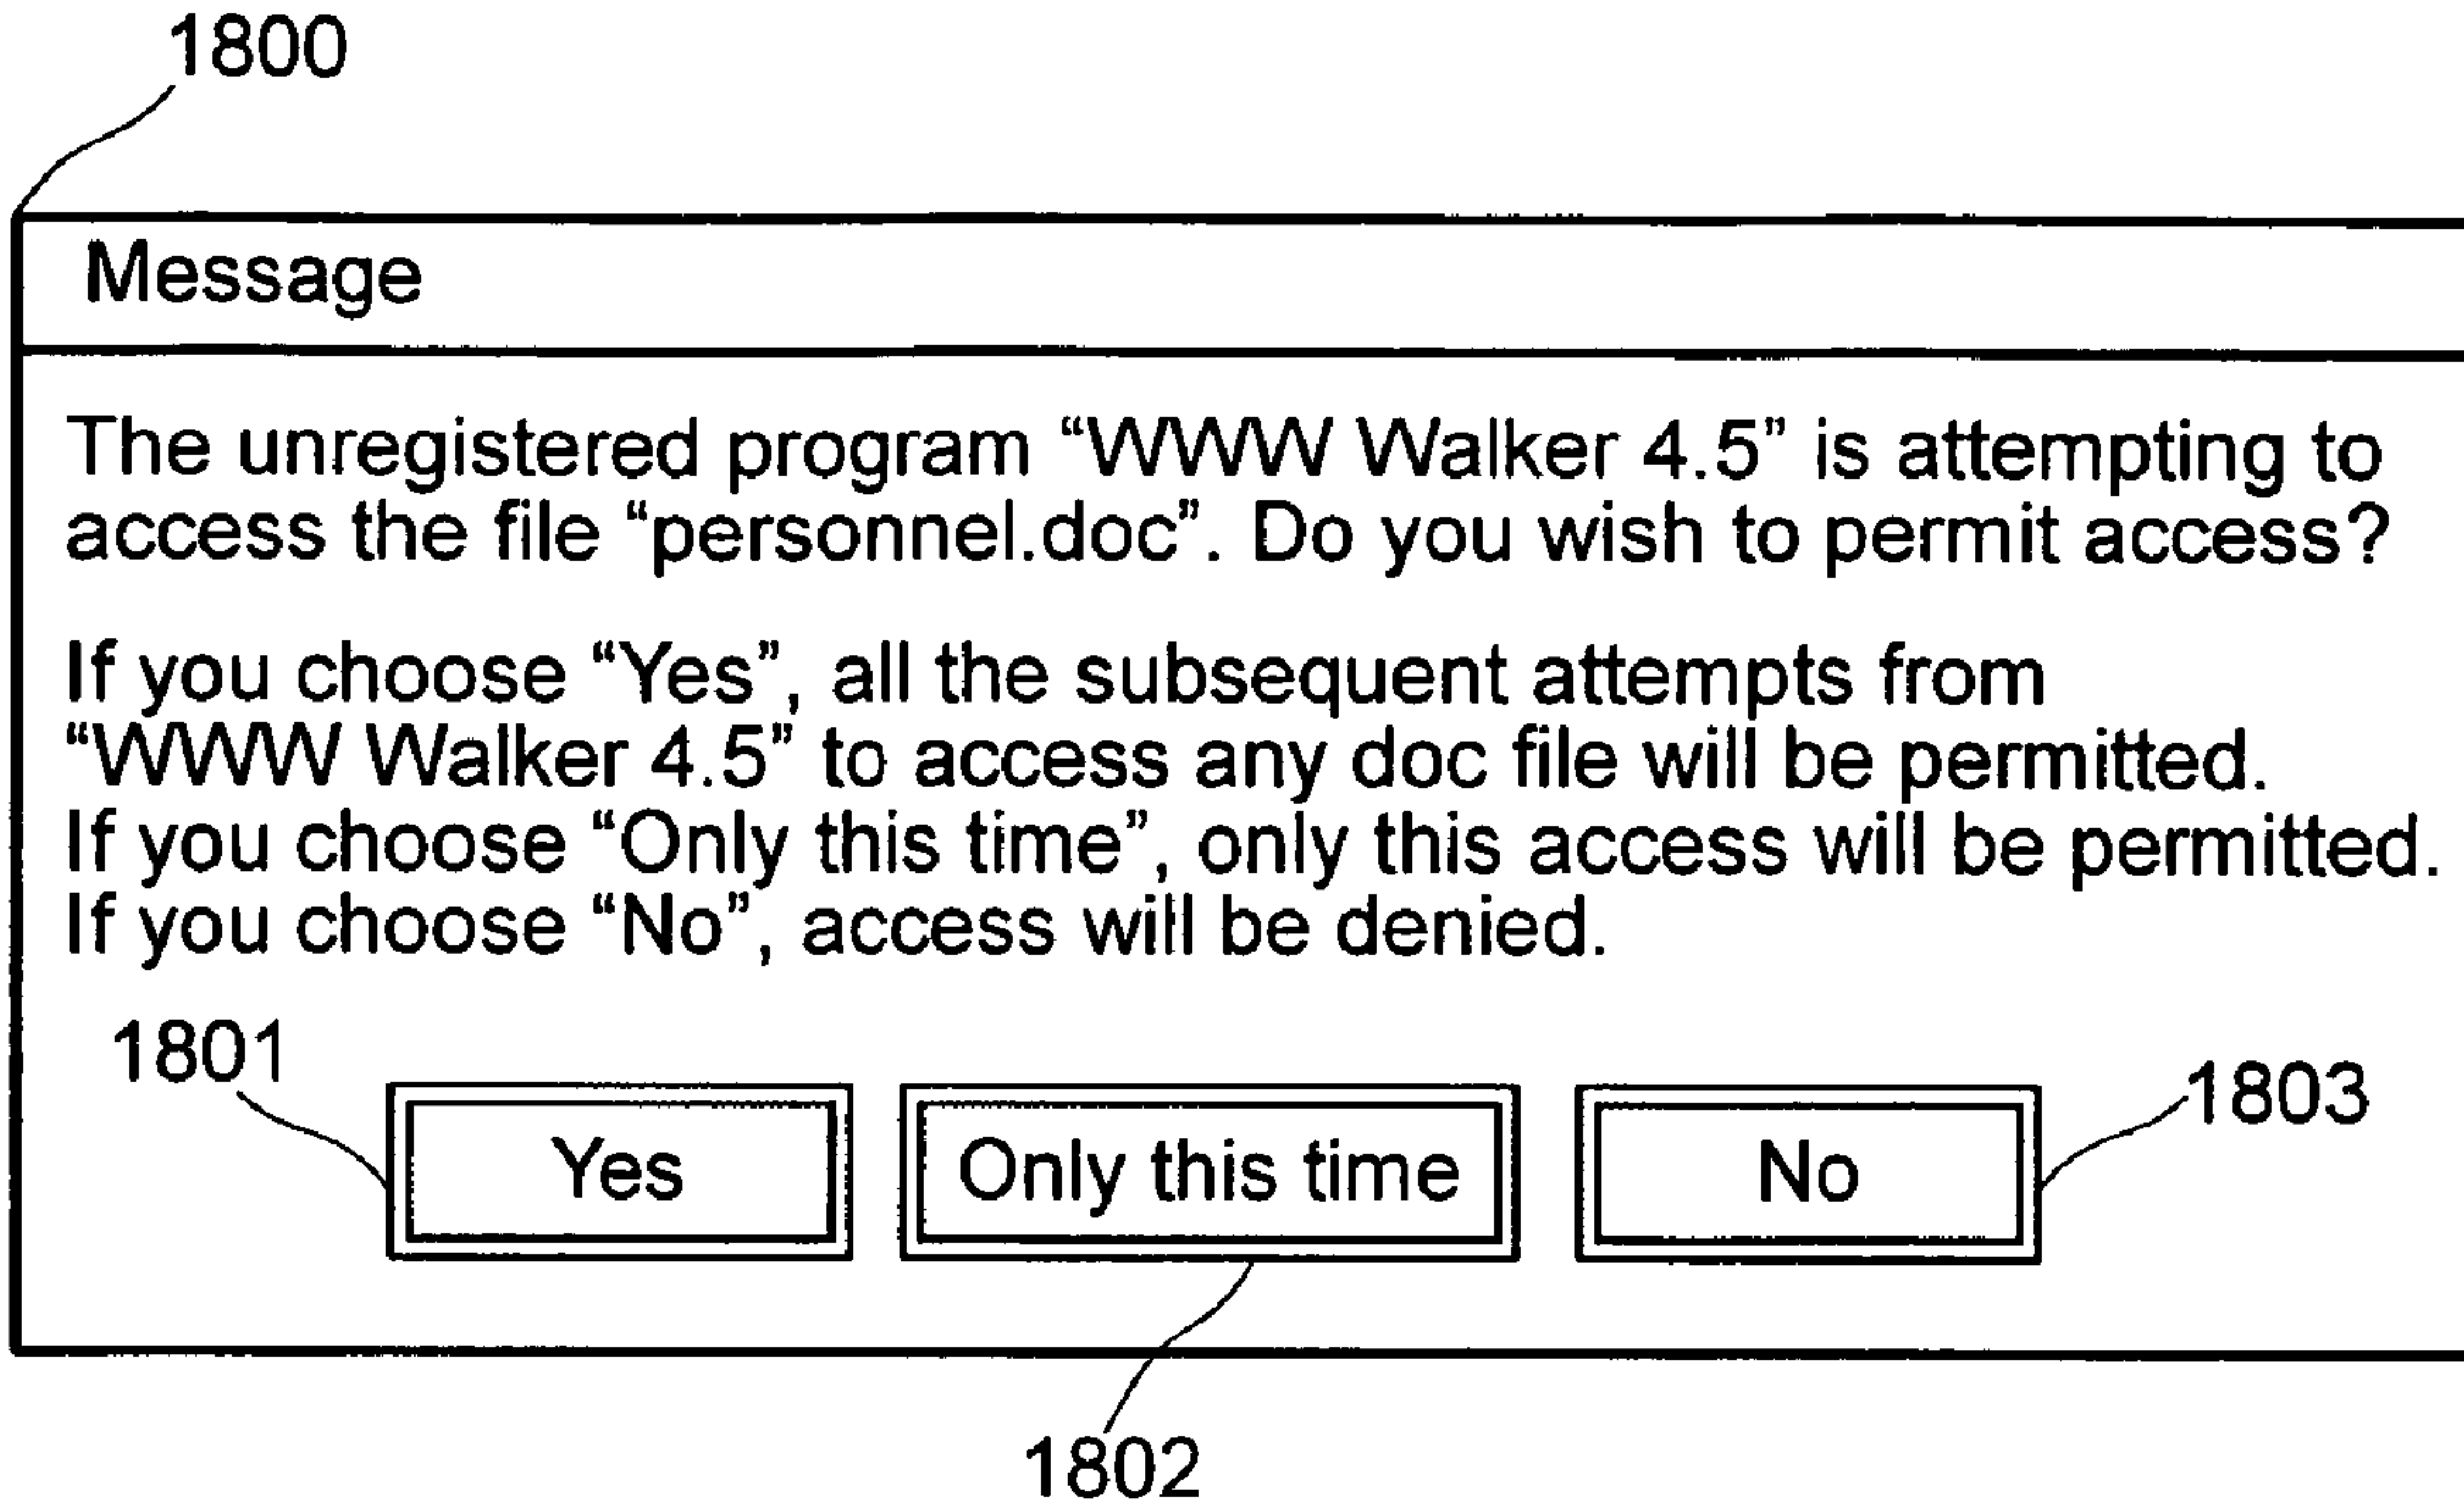 1800
Message
The unregistered program “WWW Walker 4.5” is attempting to
access the file “personnel.doc”. Do you wish to permit access?
If you choose “Yes”, all the subsequent attempts from
“WWW Walker 4.5” to access any doc file will be permitted.
If you choose “Only this time”, only this access will be permitted.
If you choose “No”, access will be denied.
1801
1803
Yes
Only this time
No
1802